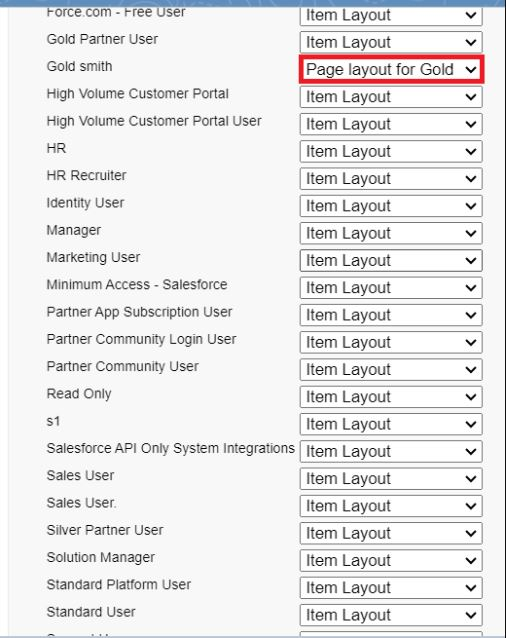 Force.com - Free User Item Layout
Gold Partner User Item Layout
Gold smith Page layout for Gold
High Volume Customer Portal Item Layout
High Volume Customer Portal User Item Layout
HR Item Layout
HR Recruiter Item Layout
Identity User Item Layout
Manager Item Layout
Marketing User Item Layout
Minimum Access - Salesforce Item Layout
Partner App Subscription User Item Layout
Partner Community Login User Item Layout
Partner Community User Item Layout
Read Only Item Layout
s1 Item Layout
Salesforce API Only System Integrations Item Layout
Sales User Item Layout
Sales User. Item Layout
Silver Partner User Item Layout
Solution Manager Item Layout
Standard Platform User Item Layout
Standard User Item Layout